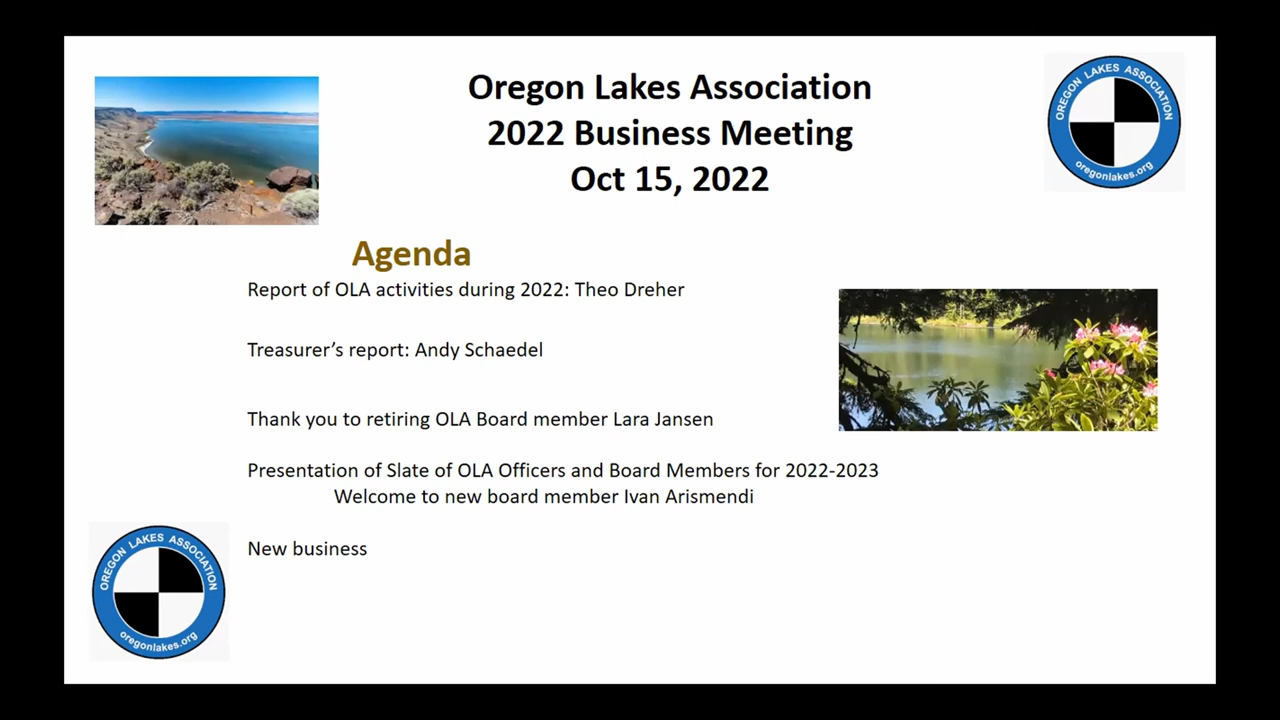 Oregon Lakes Association
2022 Business Meeting
Oct 15, 2022
OREGON LAKES ASSOCIATION
oregonlakes.org
Agenda
Report of OLA activities during 2022: Theo Dreher
Treasurer’s report: Andy Schaedel
Thank you to retiring OLA Board member Lara Jansen
Presentation of Slate of OLA Officers and Board Members for 2022-2023
Welcome to new board member Ivan Arismendi
New business
OREGON LAKES ASSOCIATION
oregonlakes.org